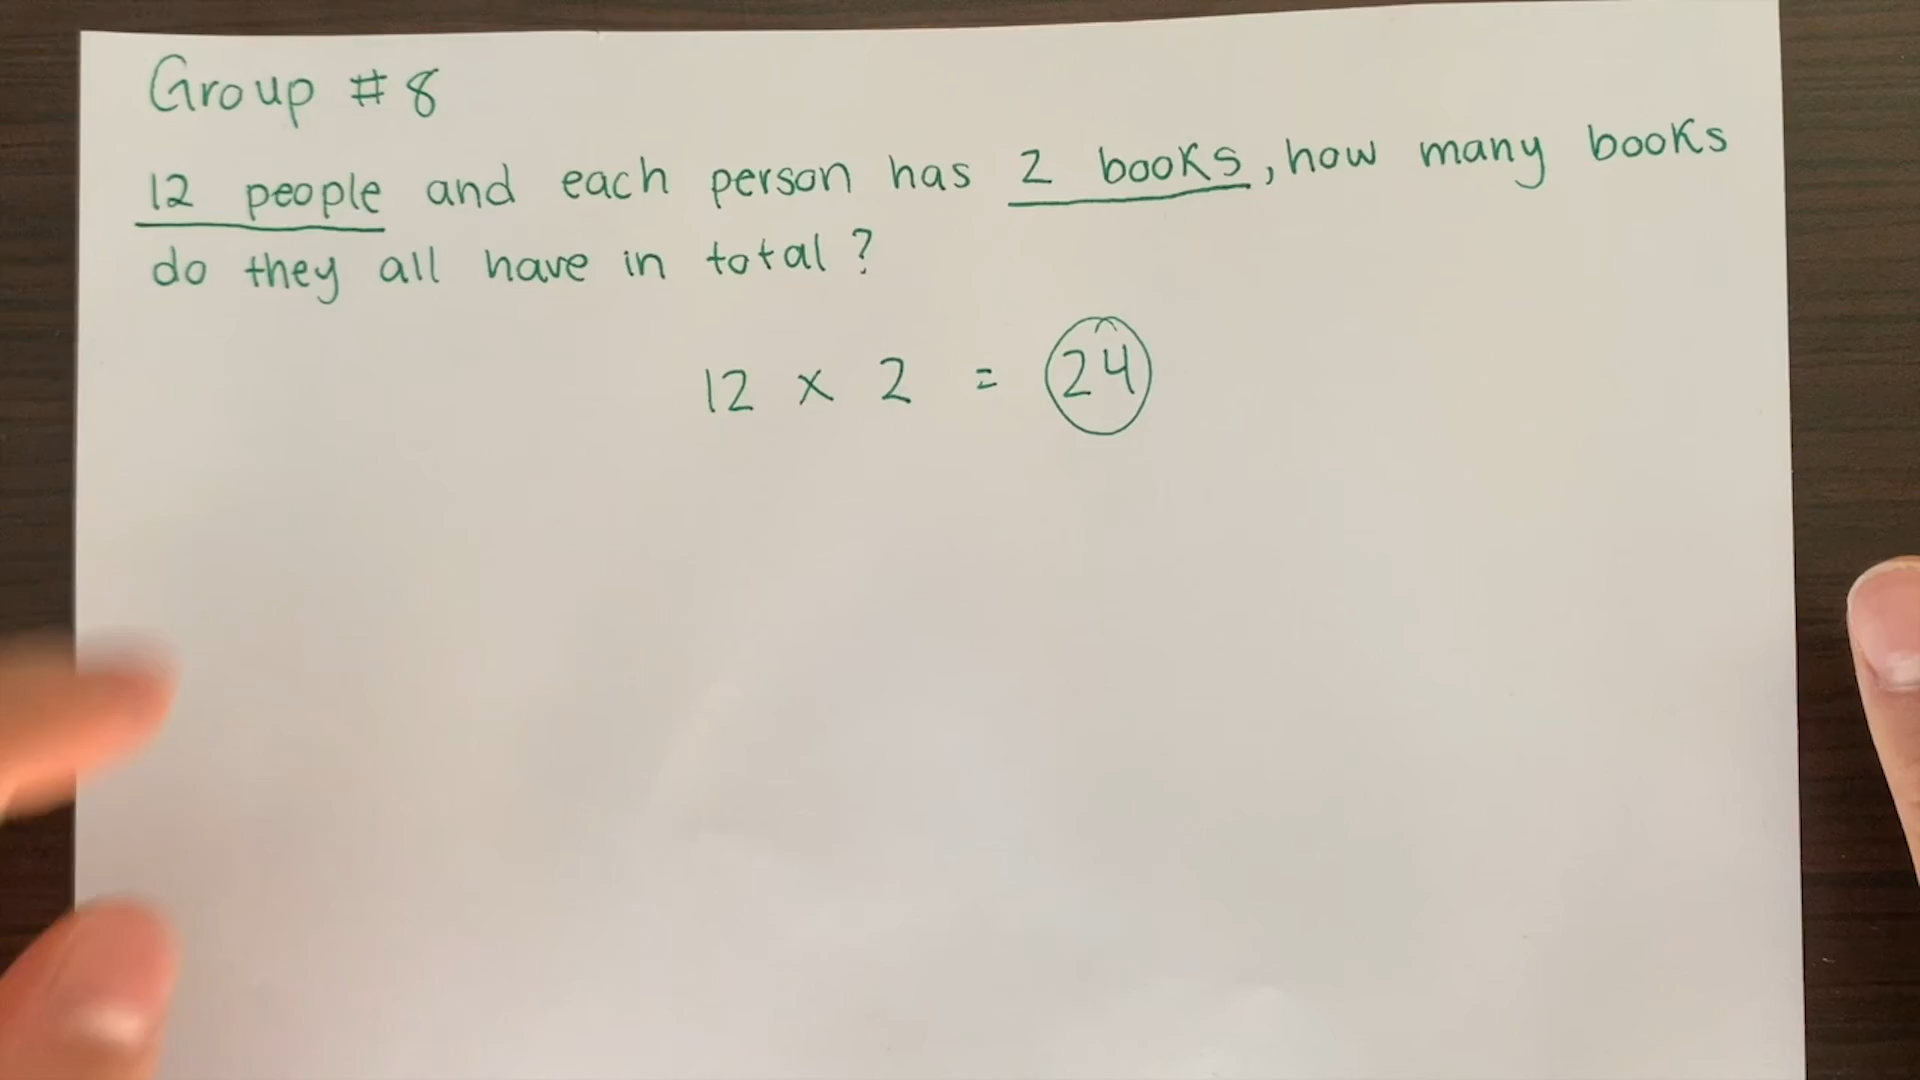 Group # 8
12 people and each person has 2 books, how many books
do they all have in total ?
12 x 2 = 24